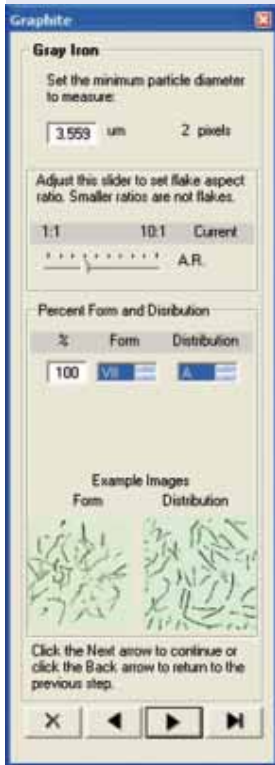 Graphite
Gray Iron
Set the minimum particle diameter
to measure:
3.559 um 2 pixels
Adjust this slider to set flake aspect
ratio. Smaller ratios are not flakes.
1:1 10:1 Current
A.R.
Percent Form and Disribution
% Form Distribution
100 VII A
Example Images
Form Distribution
Click the Next arrow to continue or
click the Back arrow to return to the
previous step.